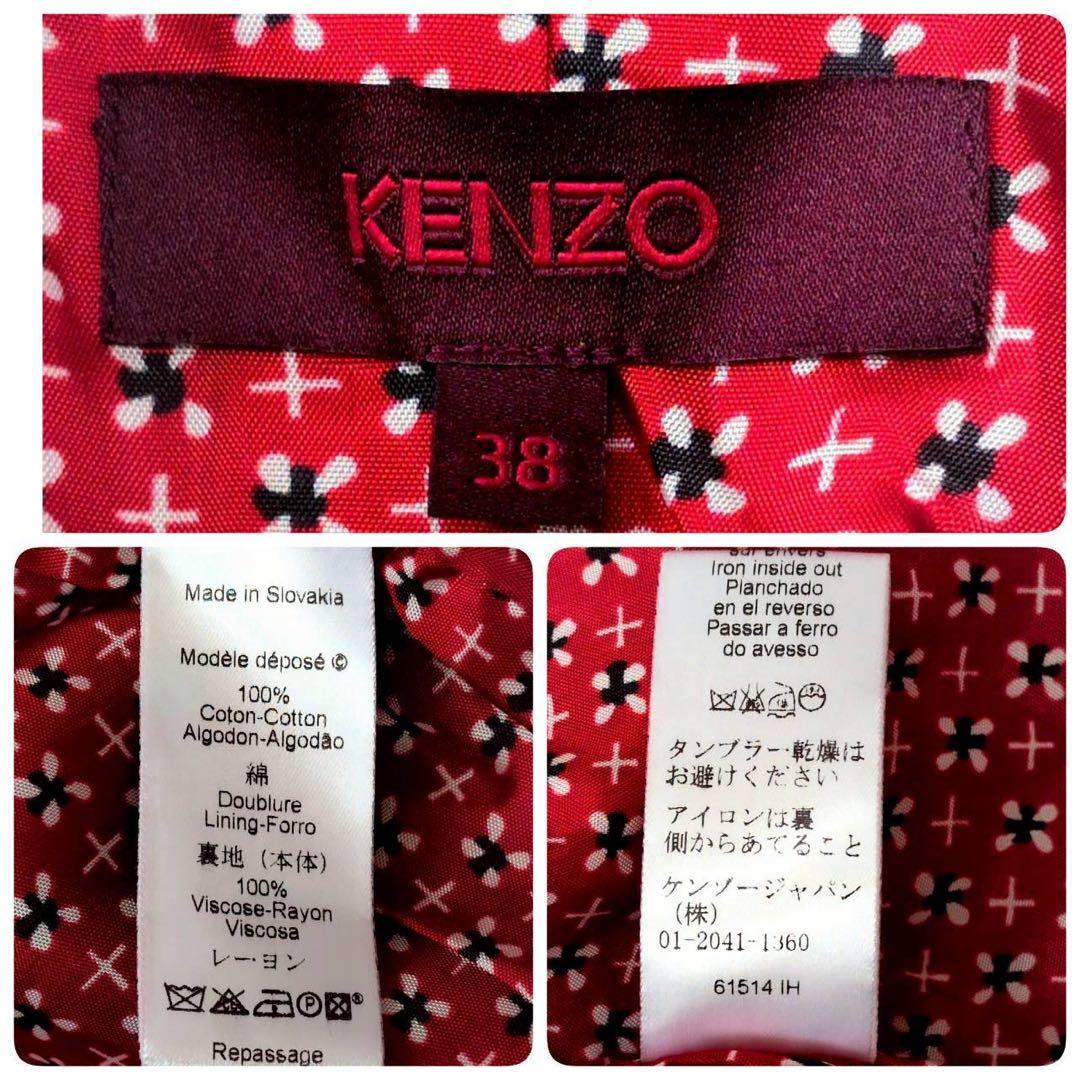 KENZO
38
Made in Slovakia
Modèle déposé ©
100%
Coton-Cotton
Algodon-Algodão
綿
Doublure
Lining-Forro
裏地（本体）
100%
Viscose-Rayon
Viscosa
レーヨン
Repassage
sur envers
Iron inside out
Planchado
en el reverso
Passar a ferro
do avesso
タンブラー・乾燥は
お避けください
アイロンは裏
側からあてること
ケンゾージャパン
（株）
01-2041-1360
61514 IH